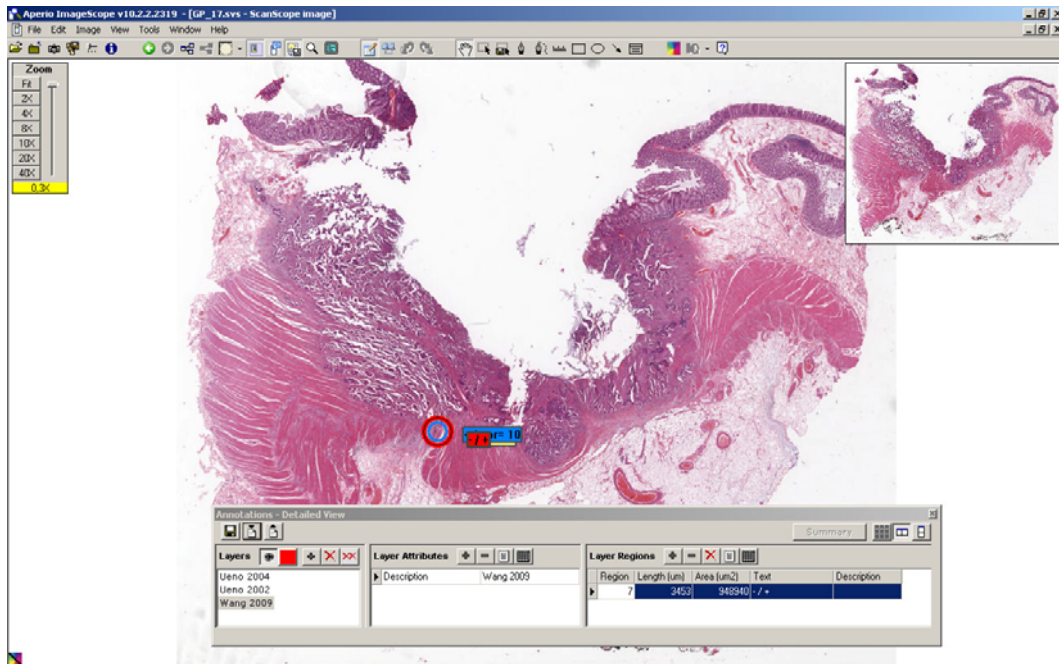 Aperio ImageScope v10.2.2.2319 - [GP_17.svs - ScanScope image]
File Edit Image View Tools Window Help
Zoom
Fit
2X
4X
8X
10X
20X
40X
0.3X
= 10
- / +
Annotations - Detailed View
Summary
Layers
Layer Attributes
Layer Regions
Ueno 2004
Ueno 2002
Wang 2009
Description Wang 2009
Region Length (um) Area (um2) Text Description
7 3453 948940 - / +